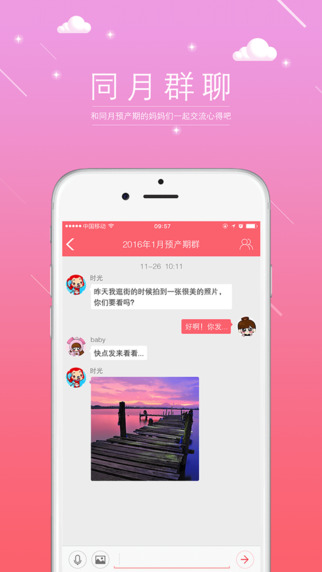 同月群聊
和同月预产期的妈妈们一起交流心得吧
中国移动
09:57
2016年1月预产期群
11-26 10:11
时光
昨天我逛街的时候拍到一张很美的照片，
你们要看吗？
好啊！你发...
baby
快点发来看看...
时光